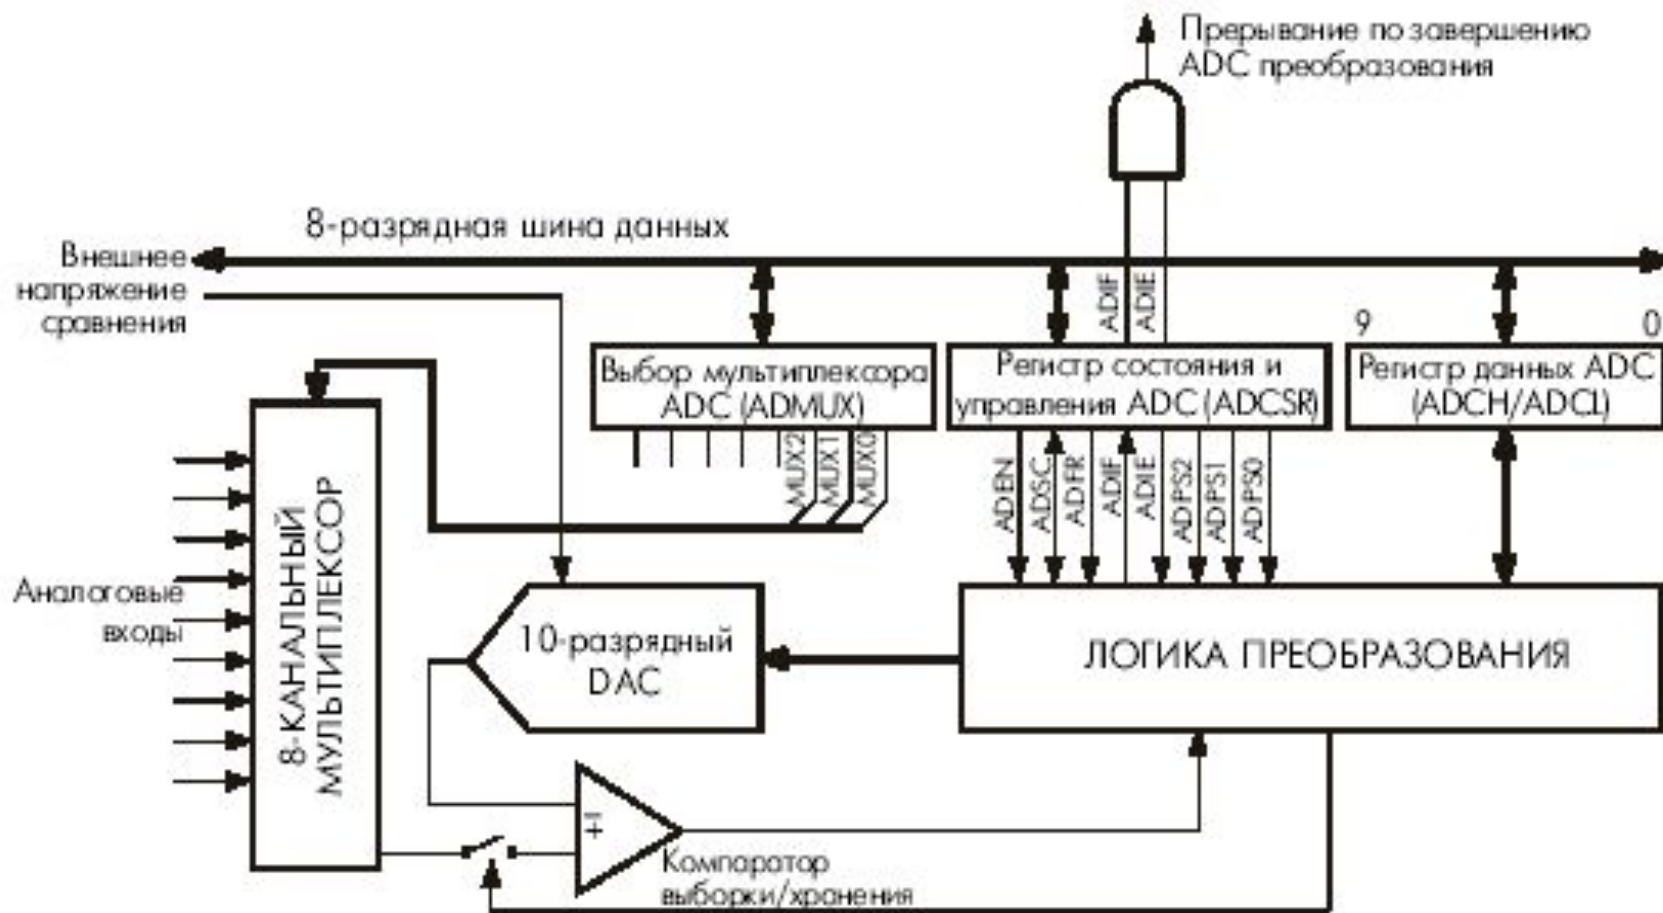 Прерывание по завершению
ADC преобразования
8-разрядная шина данных
Внешнее
напряжение
сравнения
ADIF
ADIE
9
0
Выбор мультиплексора
ADC (ADMUX)
Регистр состояния и
управления ADC (ADCSR)
Регистр данных ADC
(ADCH/ADCL)
MUX2
MUX1
MUX0
ADEN
ADSC
ADFR
ADIF
ADIE
ADPS2
ADPS1
ADPS0
8-КАНАЛЬНЫЙ
МУЛЬТИПЛЕКСОР
Аналоговые
входы
10-разрядный
DAC
ЛОГИКА ПРЕОБРАЗОВАНИЯ
+
Компаратор
выборки/хранения